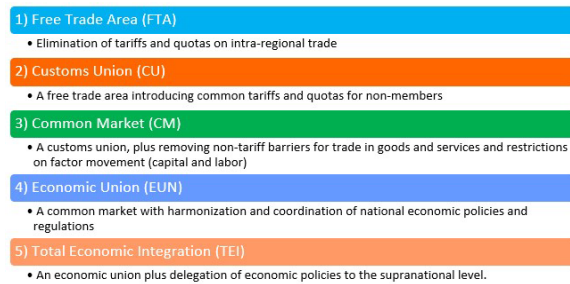 1) Free Trade Area (FTA)
• Elimination of tariffs and quotas on intra-regional trade
2) Customs Union (CU)
• A free trade area introducing common tariffs and quotas for non-members
3) Common Market (CM)
• A customs union, plus removing non-tariff barriers for trade in goods and services and restrictions
on factor movement (capital and labor)
4) Economic Union (EUN)
• A common market with harmonization and coordination of national economic policies and
regulations
5) Total Economic Integration (TEI)
• An economic union plus delegation of economic policies to the supranational level.